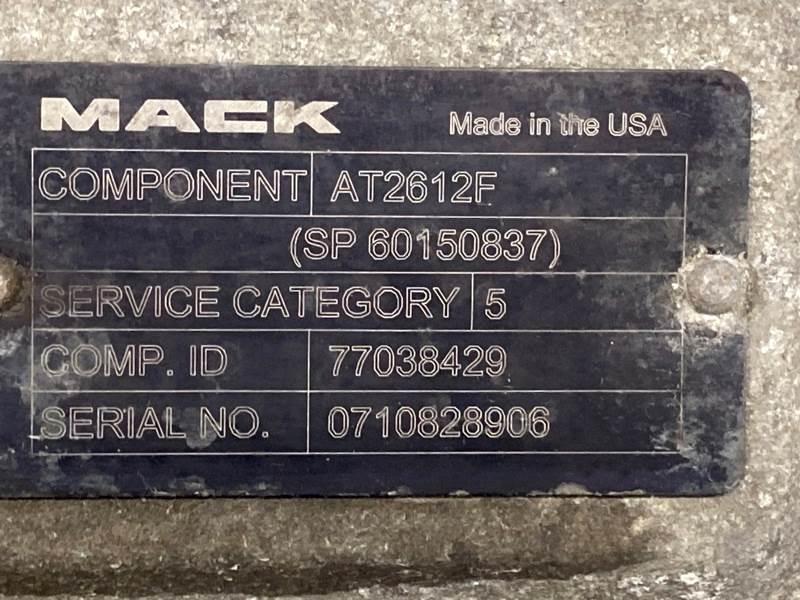 MACK Made in the USA
COMPONENT AT2612F
(SP 60150837)
SERVICE CATEGORY 5
COMP. ID 77038429
SERIAL NO. 0710828906